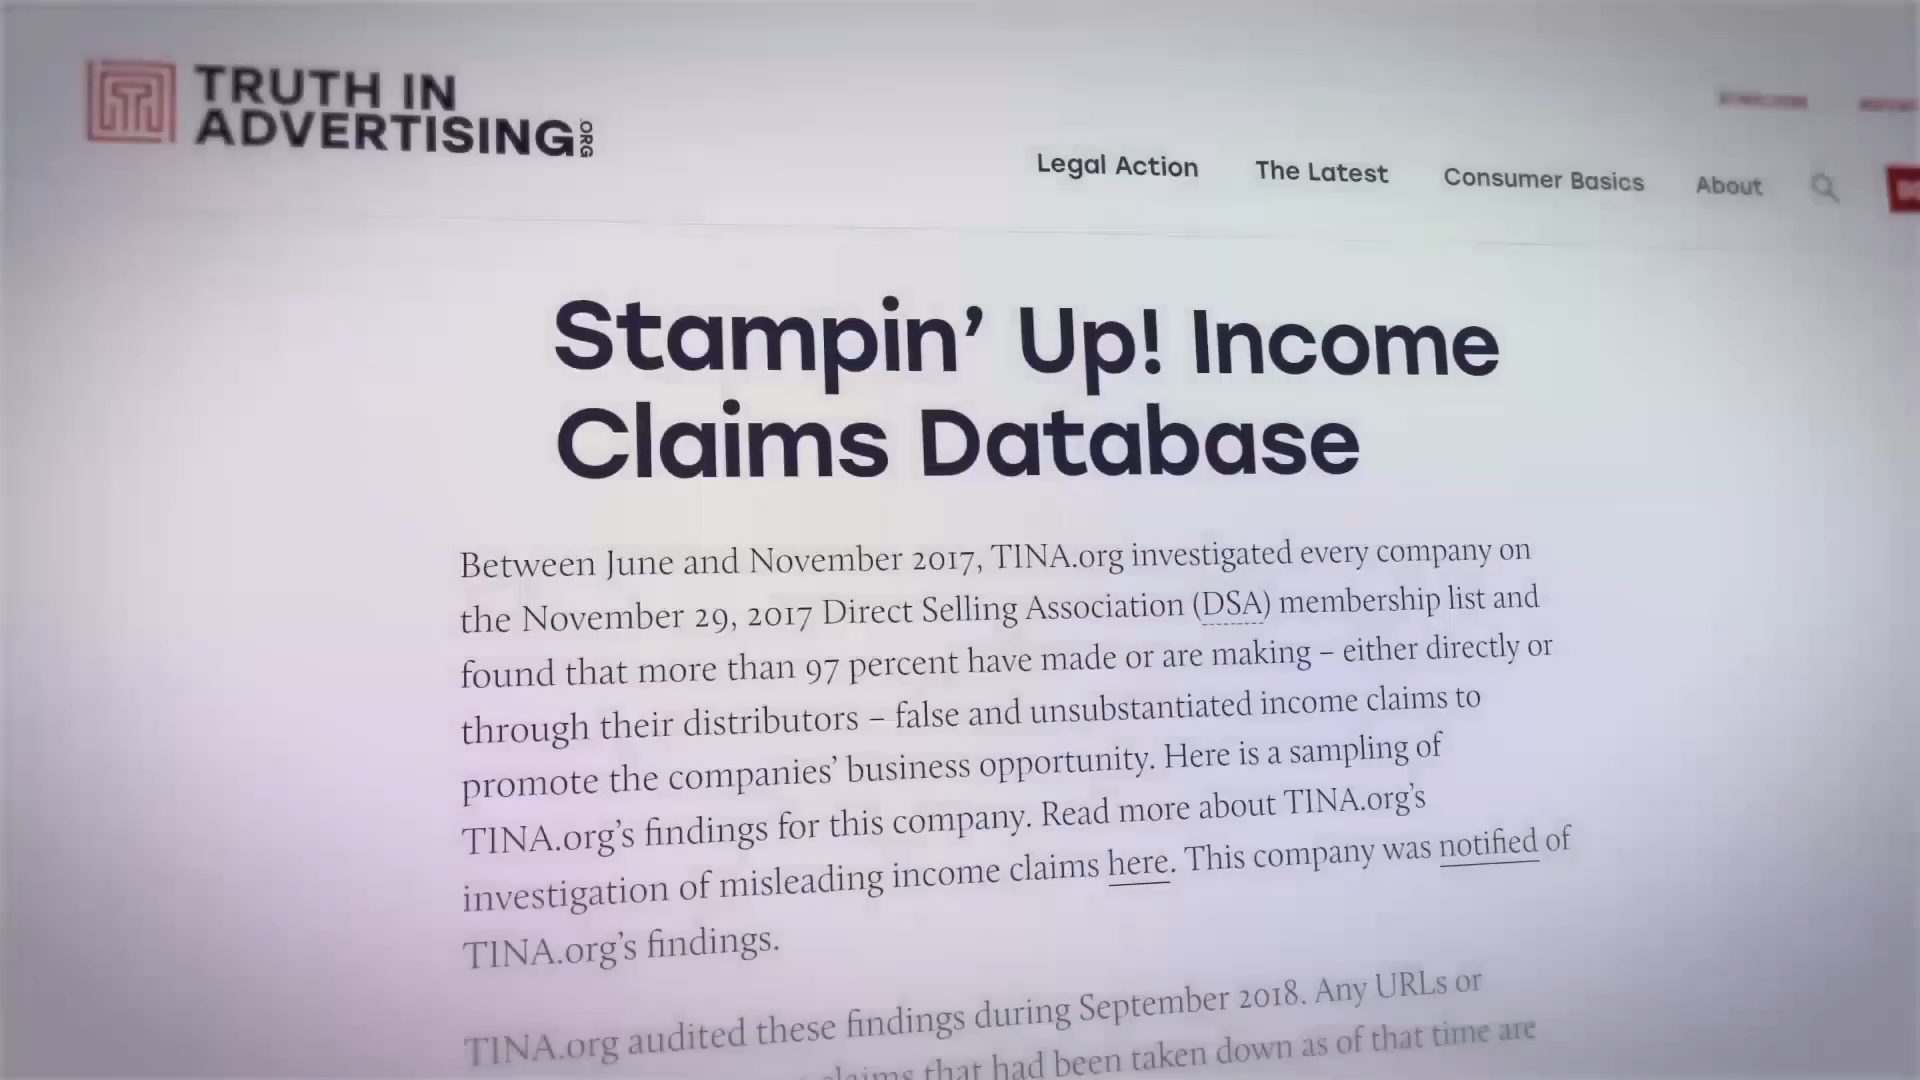 TRUTH IN
ADVERTISING.ORG
Legal Action
The Latest
Consumer Basics
About
Stampin’ Up! Income
Claims Database
Between June and November 2017, TINA.org investigated every company on
the November 29, 2017 Direct Selling Association (DSA) membership list and
found that more than 97 percent have made or are making – either directly or
through their distributors – false and unsubstantiated income claims to
promote the companies’ business opportunity. Here is a sampling of
TINA.org’s findings for this company. Read more about TINA.org’s
investigation of misleading income claims here. This company was notified of
TINA.org’s findings.
TINA.org audited these findings during September 2018. Any URLs or
claims that had been taken down as of that time are